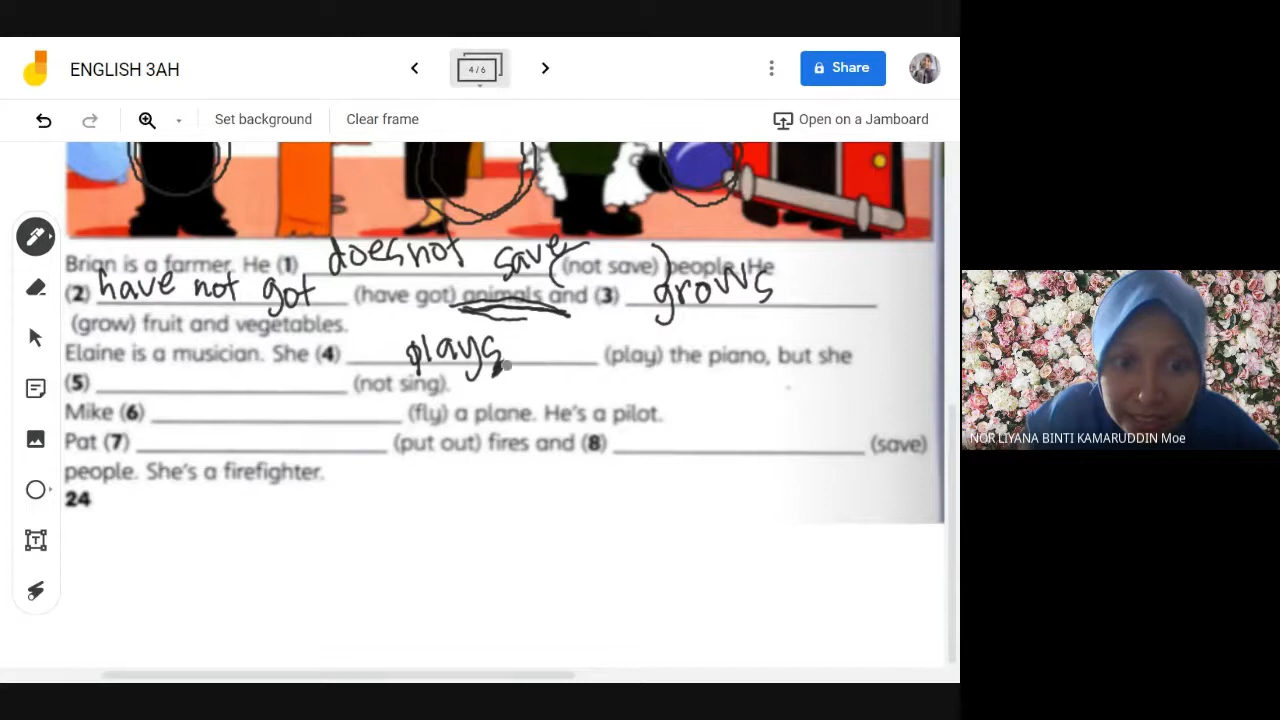 ENGLISH 3AH
4/6
Share
Set background
Clear frame
Open on a Jamboard
Brian is a farmer. He (1) does not save (not save) people. He
(2) have not got (have got) animals and (3) grows
(grow) fruit and vegetables.
Elaine is a musician. She (4) plays (play) the piano, but she
(5) (not sing).
Mike (6) (fly) a plane. He's a pilot.
Pat (7) (put out) fires and (8) (save)
people. She's a firefighter.
24
NOR LIYANA BINTI KAMARUDDIN Moe